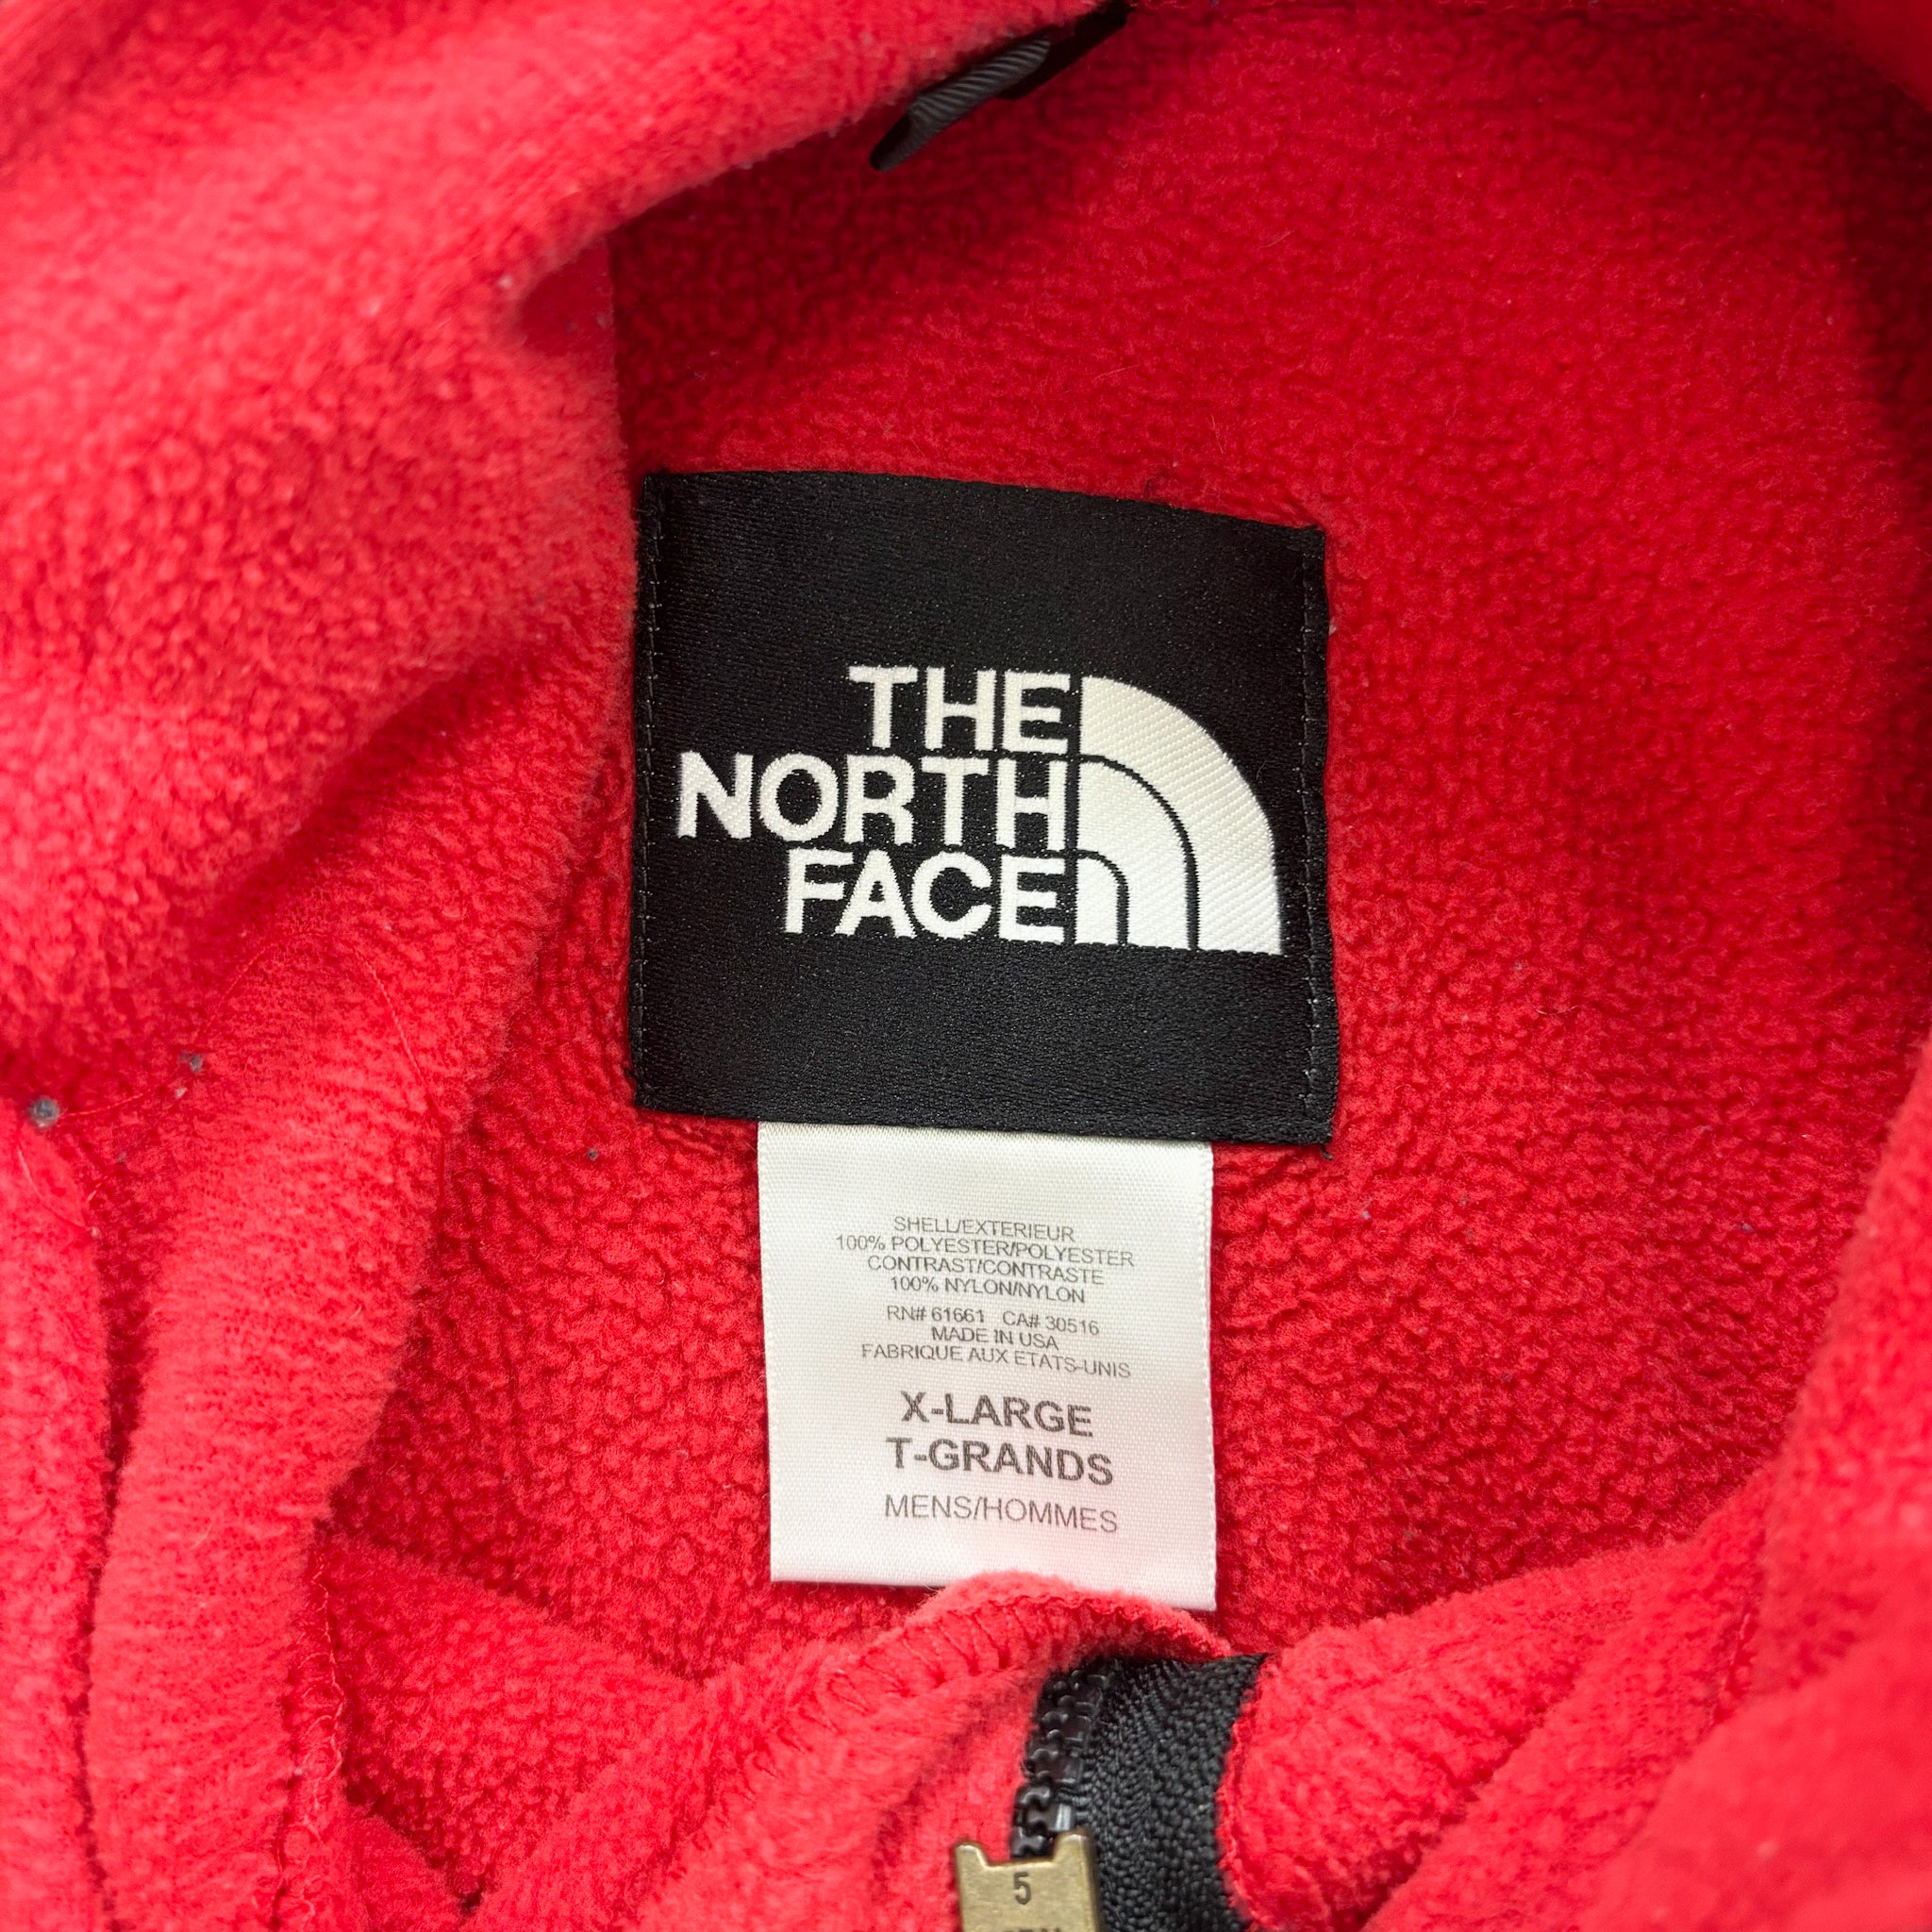 THE
NORTH
FACE
SHELL/EXTERIEUR
100% POLYESTER/POLYESTER
CONTRAST/CONTRASTE
100% NYLON/NYLON
RN# 61661 CA# 30516
MADE IN USA
FABRIQUE AUX ETATS-UNIS
X-LARGE
T-GRANDS
MENS/HOMMES
5